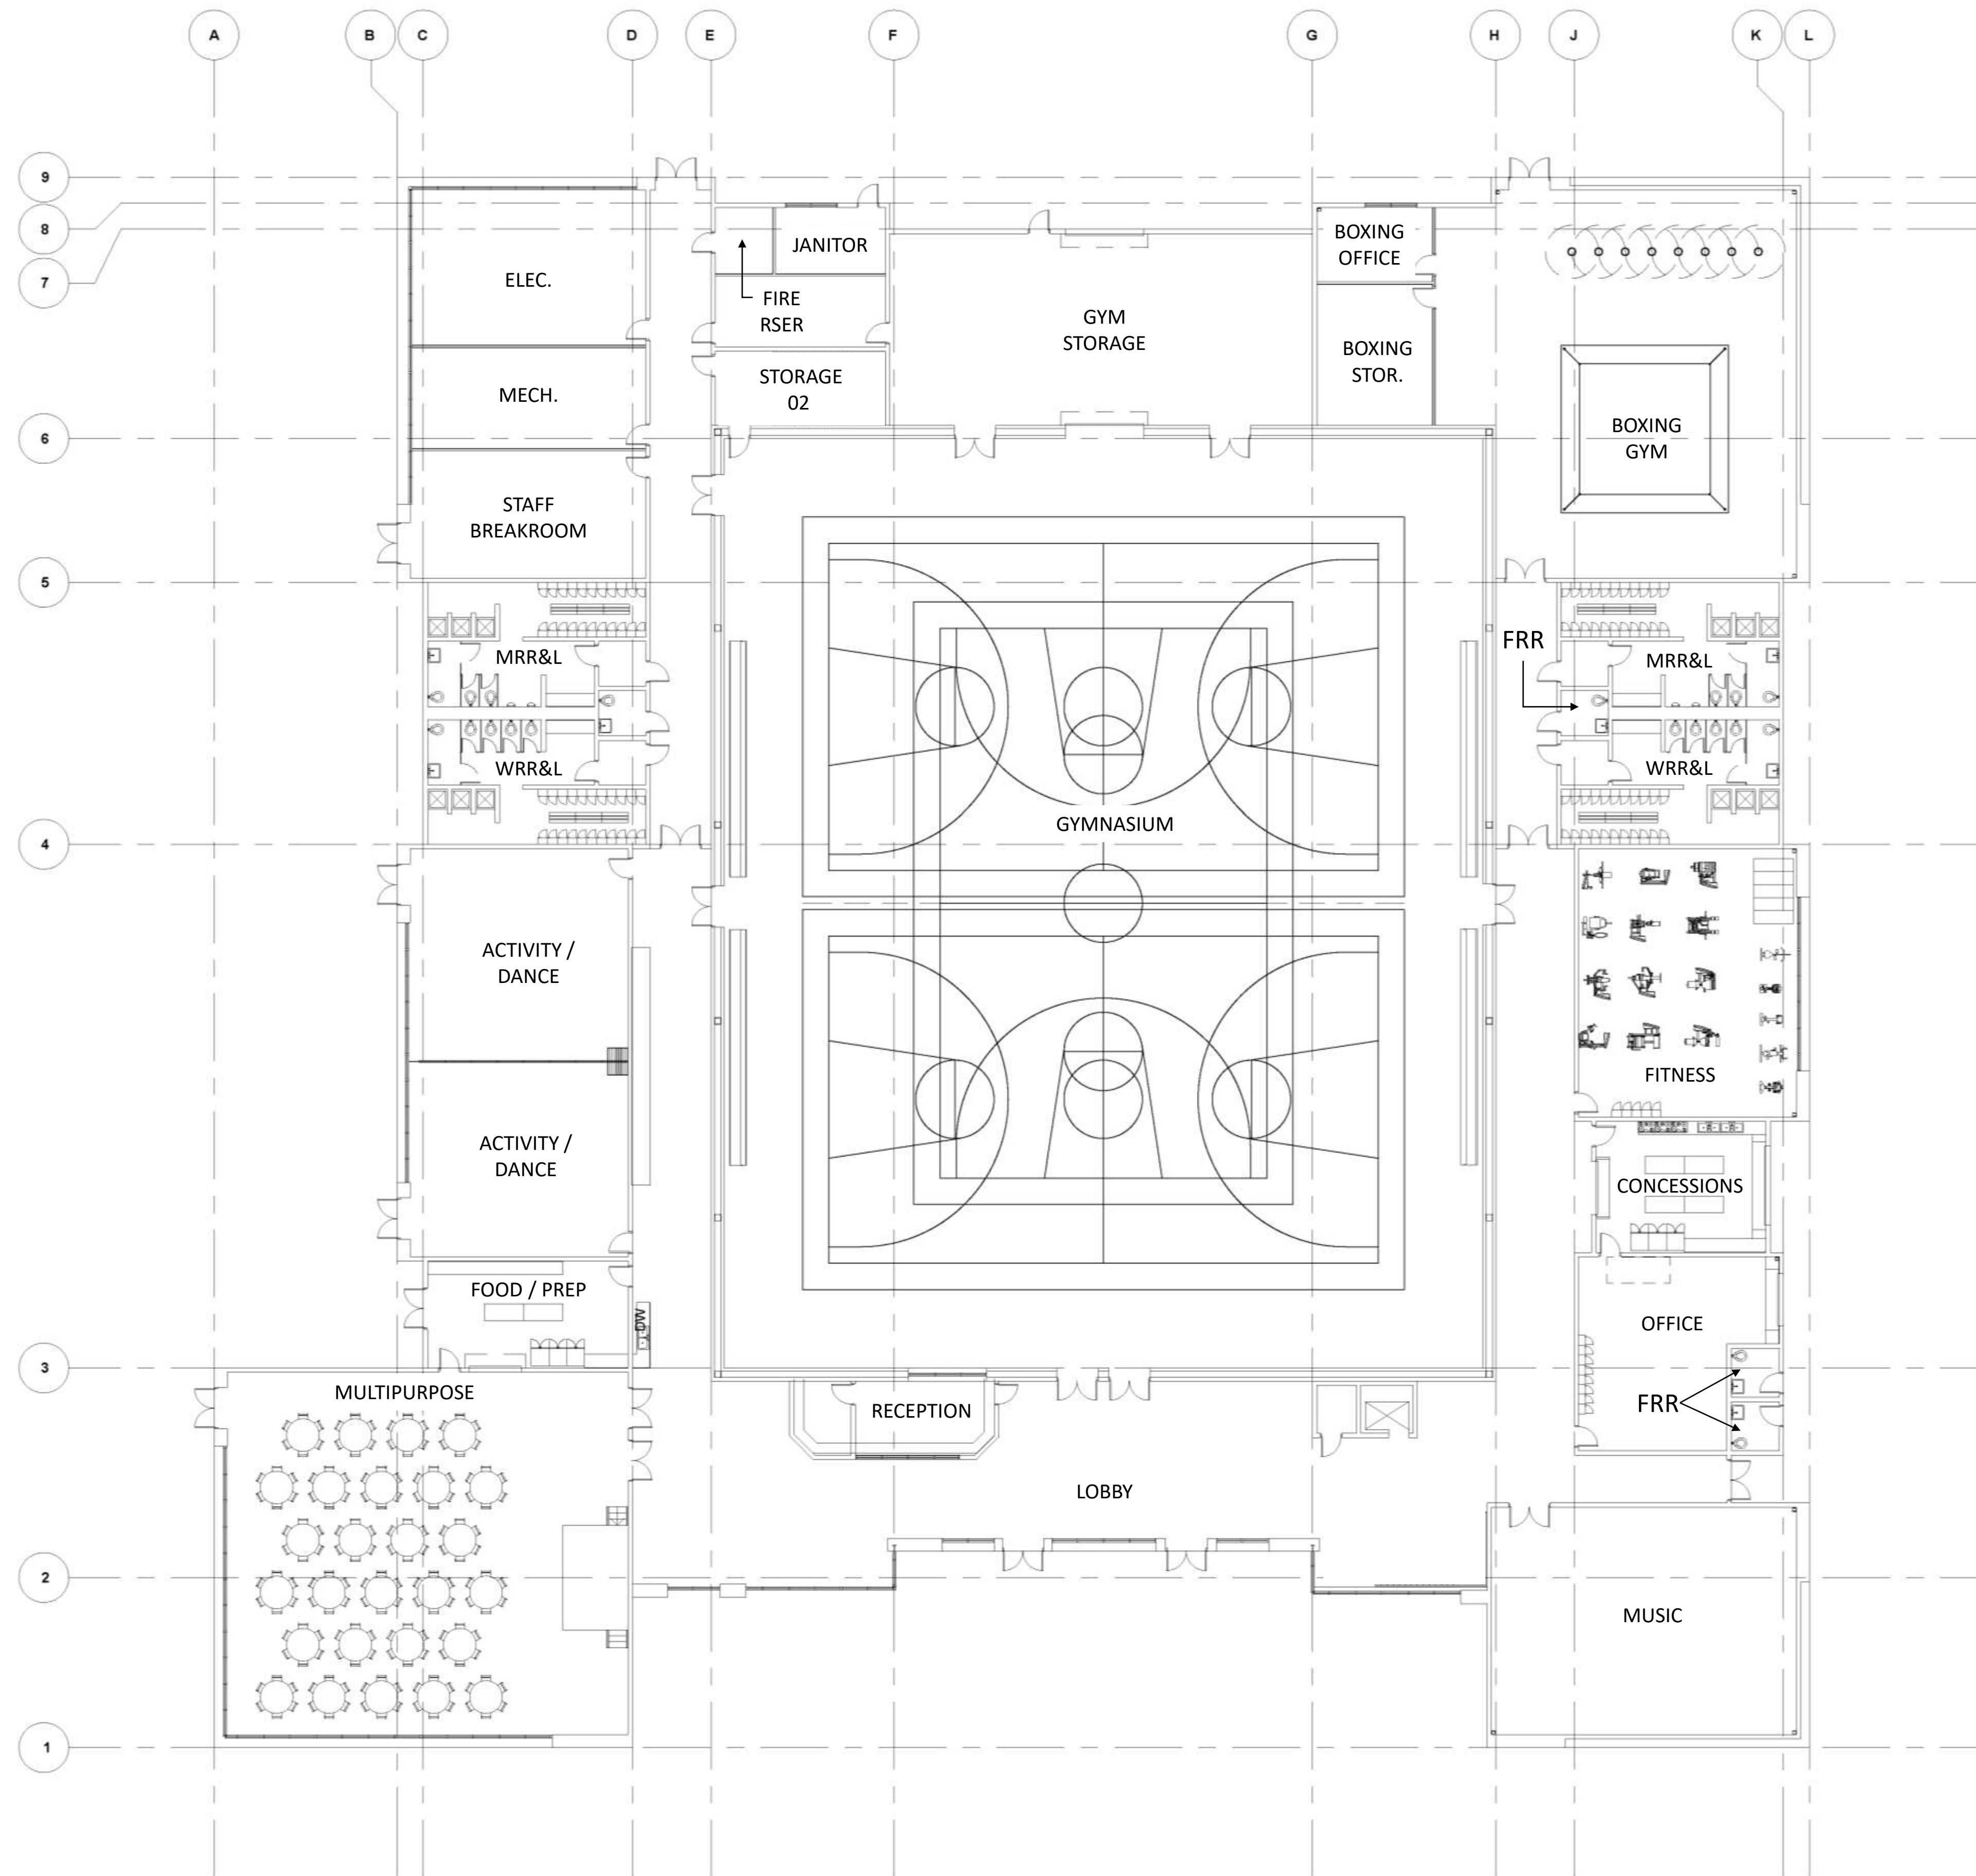 A
B
C
D
E
F
G
H
J
K
L
9
8
7
6
5
4
3
2
1
JANITOR
BOXING
OFFICE
ELEC.
FIRE
RSER
GYM
STORAGE
BOXING
STOR.
STORAGE
02
MECH.
BOXING
GYM
STAFF
BREAKROOM
FRR
MRR&L
MRR&L
WRR&L
WRR&L
GYMNASIUM
ACTIVITY /
DANCE
FITNESS
ACTIVITY /
DANCE
CONCESSIONS
FOOD / PREP
DW
OFFICE
MULTIPURPOSE
RECEPTION
FRR
LOBBY
MUSIC